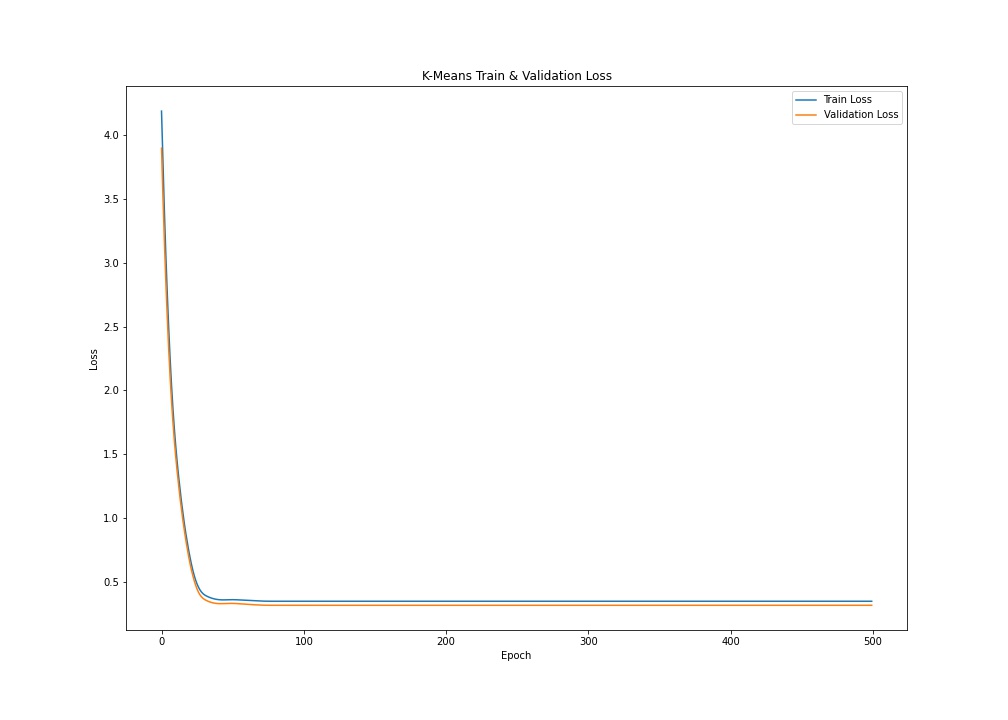 K-Means Train & Validation Loss
Train Loss
Validation Loss
4.0
3.5
3.0
2.5
2.0
1.5
1.0
0.5
Loss
0 100 200 300 400 500
Epoch